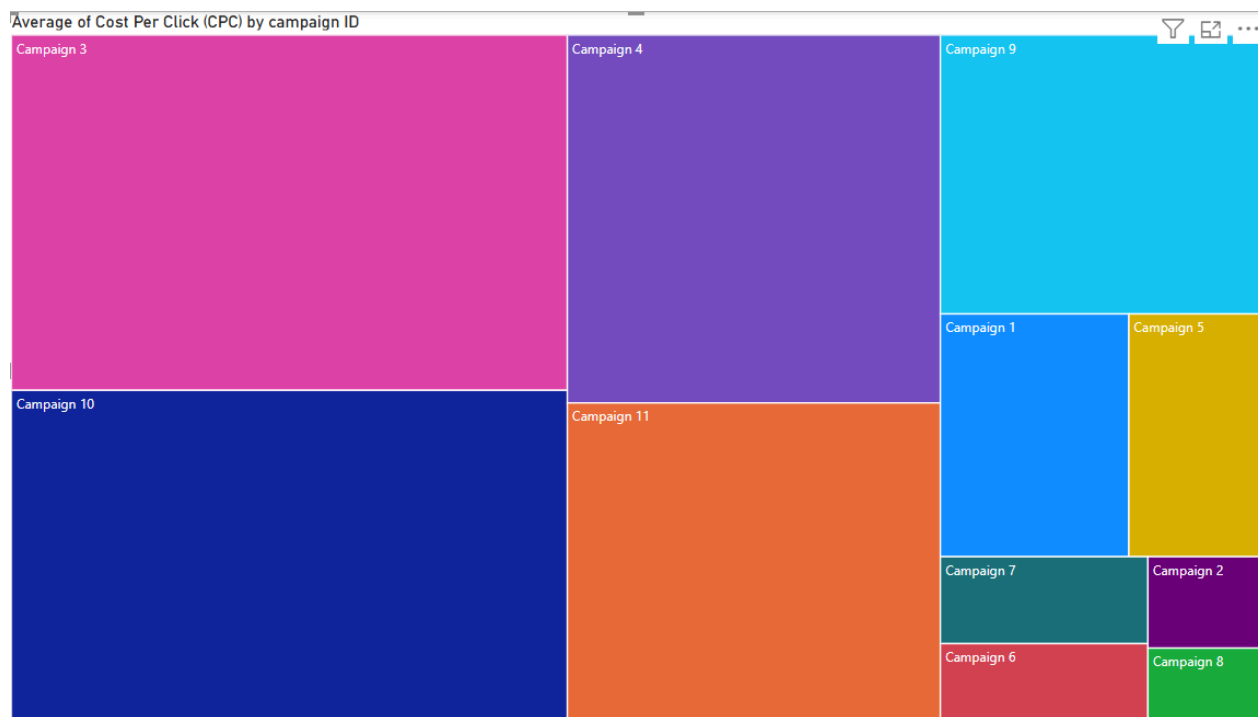 Average of Cost Per Click (CPC) by campaign ID
Campaign 3
Campaign 4
Campaign 9
Campaign 1
Campaign 5
Campaign 10
Campaign 11
Campaign 7
Campaign 2
Campaign 6
Campaign 8